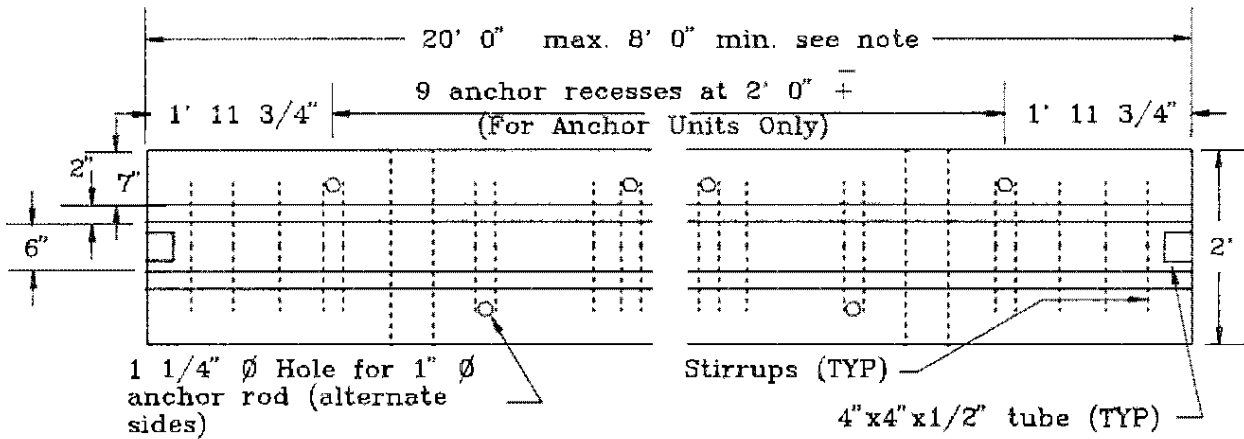 20' 0" max. 8' 0" min. see note
9 anchor recesses at 2' 0" ∓
1' 11 3/4"
(For Anchor Units Only)
1' 11 3/4"
2"
7"
6"
2'
1 1/4" Ø Hole for 1" Ø
anchor rod (alternate
sides)
Stirrups (TYP)
4"x4"x1/2" tube (TYP)